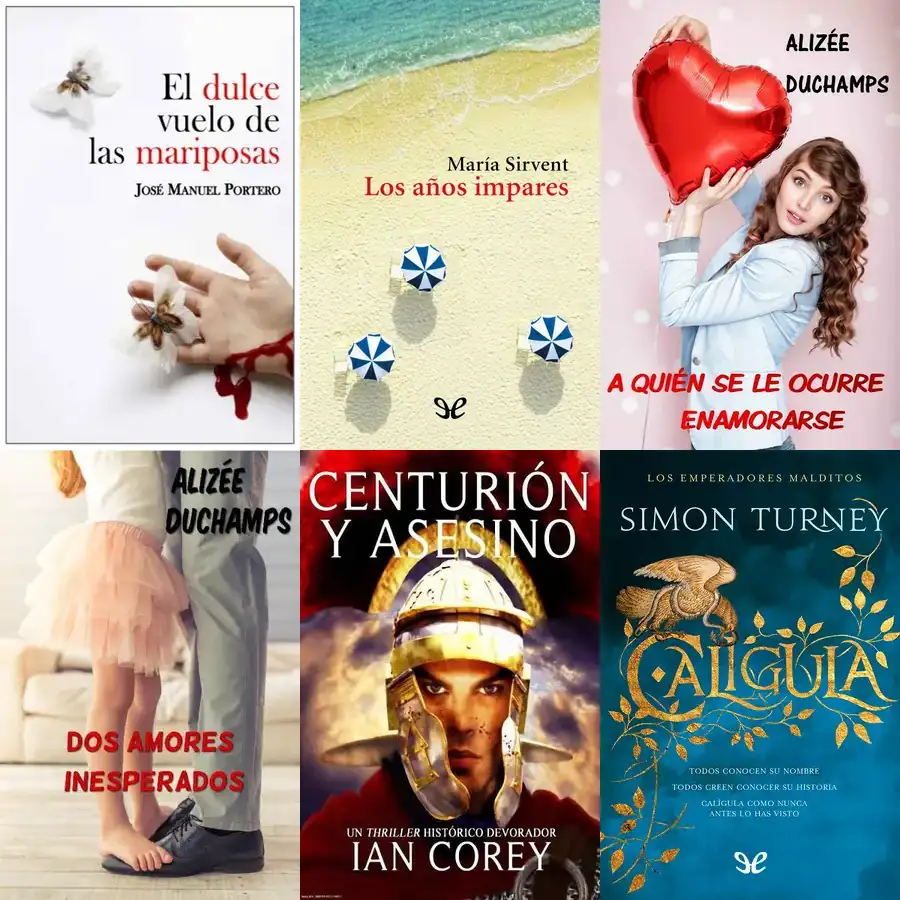 El dulce
vuelo de
las mariposas
JOSÉ MANUEL PORTERO
María Sirvent
Los años impares
ALIZÉE
DUCHAMPS
A QUIÉN SE LE OCURRE
ENAMORARSE
ALIZÉE
DUCHAMPS
DOS AMORES
INESPERADOS
CENTURIÓN
Y ASESINO
UN THRILLER HISTÓRICO DEVORADOR
IAN COREY
LOS EMPERADORES MALDITOS
SIMON TURNEY
CALÍGULA
TODOS CONOCEN SU NOMBRE
TODOS CREEN CONOCER SU HISTORIA
CALÍGULA COMO NUNCA
ANTES LO HAS VISTO